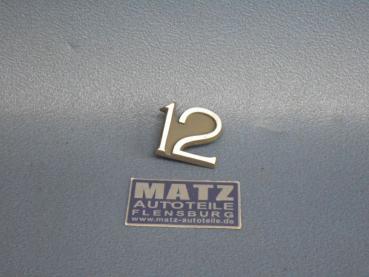 12
MATZ
AUTOTEILE
FLENSBURG
www.matz-autoteile.de